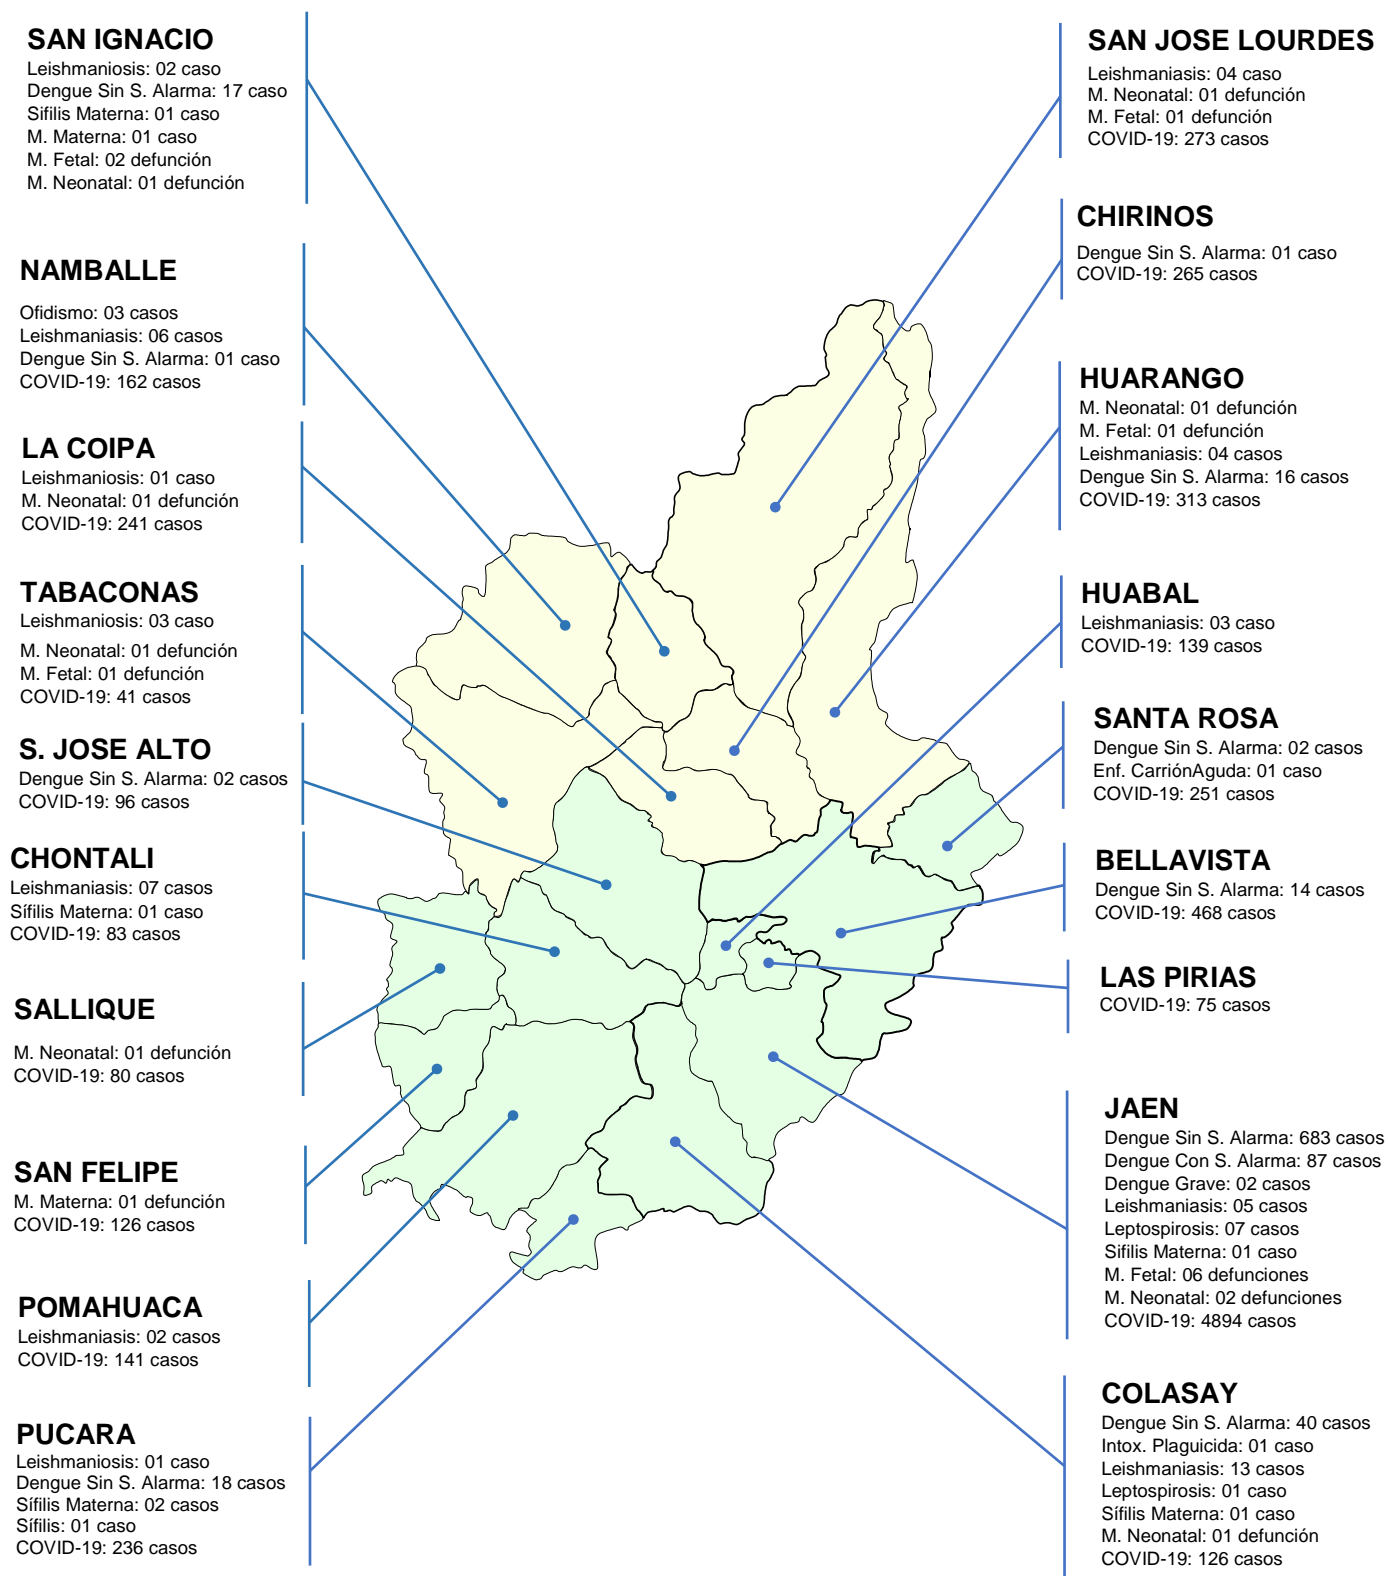 SAN IGNACIO
Leishmaniosis: 02 caso
Dengue Sin S. Alarma: 17 caso
Sifilis Materna: 01 caso
M. Materna: 01 caso
M. Fetal: 02 defunción
M. Neonatal: 01 defunción
NAMBALLE
Ofidismo: 03 casos
Leishmaniasis: 06 casos
Dengue Sin S. Alarma: 01 caso
COVID-19: 162 casos
LA COIPA
Leishmaniosis: 01 caso
M. Neonatal: 01 defunción
COVID-19: 241 casos
TABACONAS
Leishmaniosis: 03 caso
M. Neonatal: 01 defunción
M. Fetal: 01 defunción
COVID-19: 41 casos
S. JOSE ALTO
Dengue Sin S. Alarma: 02 casos
COVID-19: 96 casos
CHONTALI
Leishmaniasis: 07 casos
Sífilis Materna: 01 caso
COVID-19: 83 casos
SALLIQUE
M. Neonatal: 01 defunción
COVID-19: 80 casos
SAN FELIPE
M. Materna: 01 defunción
COVID-19: 126 casos
POMAHUACA
Leishmaniasis: 02 casos
COVID-19: 141 casos
PUCARA
Leishmaniosis: 01 caso
Dengue Sin S. Alarma: 18 casos
Sífilis Materna: 02 casos
Sífilis: 01 caso
COVID-19: 236 casos
SAN JOSE LOURDES
Leishmaniasis: 04 caso
M. Neonatal: 01 defunción
M. Fetal: 01 defunción
COVID-19: 273 casos
CHIRINOS
Dengue Sin S. Alarma: 01 caso
COVID-19: 265 casos
HUARANGO
M. Neonatal: 01 defunción
M. Fetal: 01 defunción
Leishmaniasis: 04 casos
Dengue Sin S. Alarma: 16 casos
COVID-19: 313 casos
HUABAL
Leishmaniasis: 03 caso
COVID-19: 139 casos
SANTA ROSA
Dengue Sin S. Alarma: 02 casos
Enf. CarriónAguda: 01 caso
COVID-19: 251 casos
BELLAVISTA
Dengue Sin S. Alarma: 14 casos
COVID-19: 468 casos
LAS PIRIAS
COVID-19: 75 casos
JAEN
Dengue Sin S. Alarma: 683 casos
Dengue Con S. Alarma: 87 casos
Dengue Grave: 02 casos
Leishmaniasis: 05 casos
Leptospirosis: 07 casos
Sifilis Materna: 01 caso
M. Fetal: 06 defunciones
M. Neonatal: 02 defunciones
COVID-19: 4894 casos
COLASAY
Dengue Sin S. Alarma: 40 casos
Intox. Plaguicida: 01 caso
Leishmaniasis: 13 casos
Leptospirosis: 01 caso
Sífilis Materna: 01 caso
M. Neonatal: 01 defunción
COVID-19: 126 casos